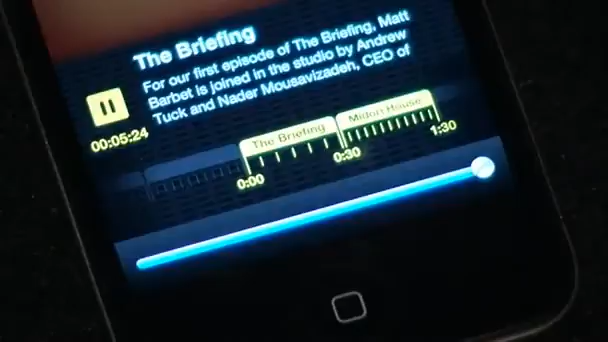 The Briefing
For our first episode of The Briefing, Matt
Barbet is joined in the studio by Andrew
Tuck and Nader Mousavizadeh, CEO of
00:05:24
The Briefing
Midori House
0:00
0:30
1:30